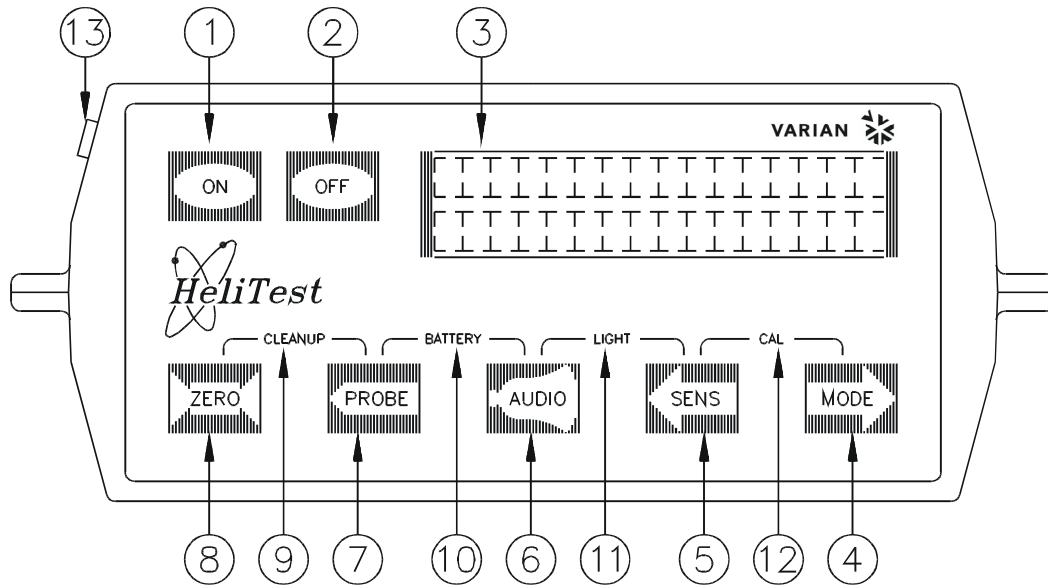 13
1
2
3
VARIAN
ON
OFF
HeliTest
CLEANUP
BATTERY
LIGHT
CAL
ZERO
PROBE
AUDIO
SENS
MODE
8
9
7
10
6
11
5
12
4